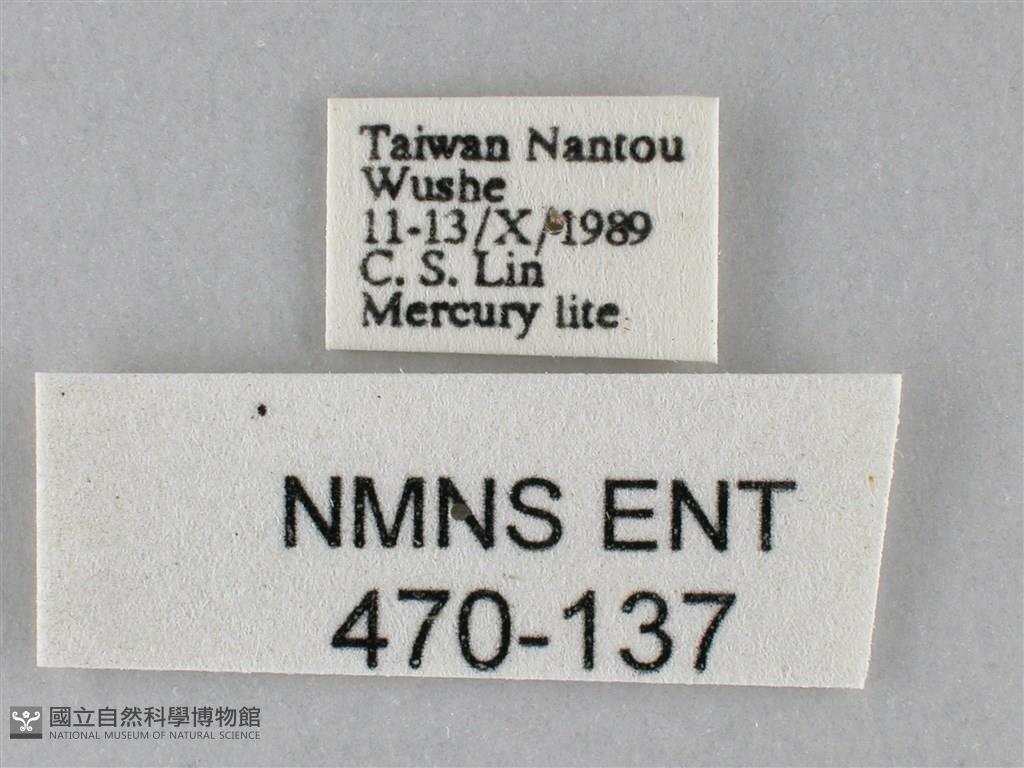 Taiwan Nantou
Wushe
11-13/X/1989
C. S. Lin
Mercury lite
NMNS ENT
470-137
國立自然科學博物館
NATIONAL MUSEUM OF NATURAL SCIENCE